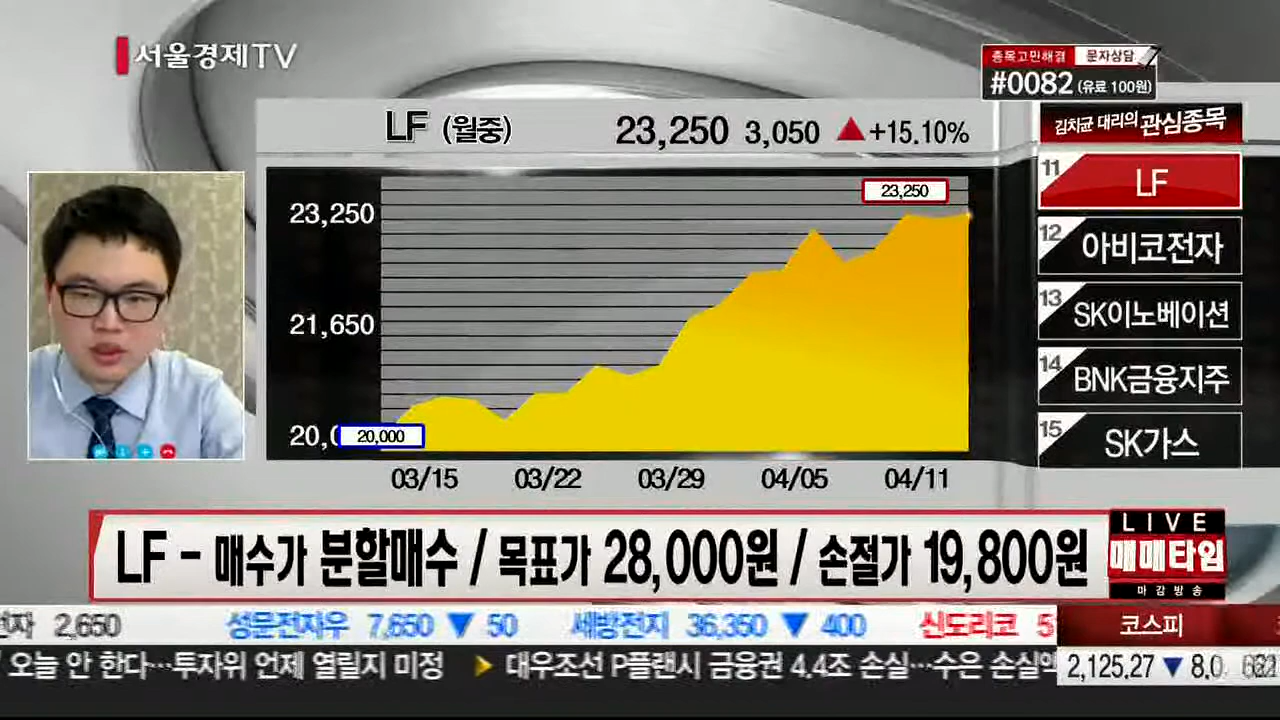 서울경제TV
종목고민해결 문자상담
#0082 (유료 100원)
LF (월중) 23,250 3,050 ▲+15.10%
김치균 대리의 관심종목
11 LF
12 아비코전자
13 SK이노베이션
14 BNK금융지주
15 SK가스
23,250
23,250
21,650
20,0
20,000
03/15 03/22 03/29 04/05 04/11
LF - 매수가 분할매수 / 목표가 28,000원 / 손절가 19,800원
LIVE
매매타임
마감방송
전자 2,650 성문전자우 7,650 ▼ 50 세방전지 36,350 ▼ 400 신도리코 5
코스피
오늘 안 한다…투자위 언제 열릴지 미정 ▶ 대우조선 P플랜시 금융권 4.4조 손실…수은 손실액
2,125.27 ▼ 8.0